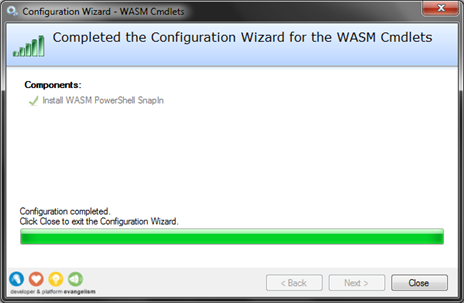 Configuration Wizard - WASM Cmdlets
Completed the Configuration Wizard for the WASM Cmdlets
Components:
Install WASM PowerShell SnapIn
Configuration completed.
Click Close to exit the Configuration Wizard.
developer & platform evangelism
< Back
Next >
Close